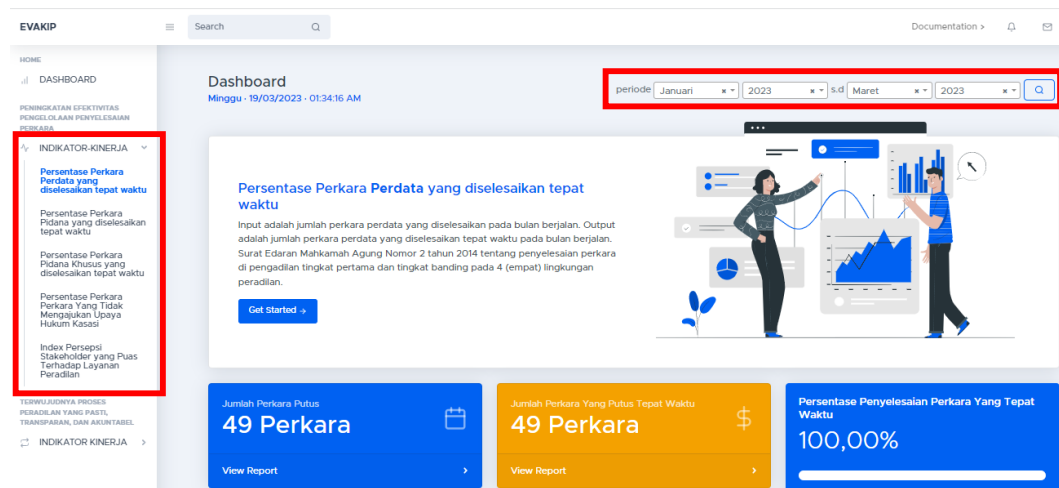 EVAKIP
Search
Documentation >
HOME
DASHBOARD
PENINGKATAN EFEKTIVITAS
PENGELOLAAN PENYELESAIAN
PERKARA
INDIKATOR-KINERJA
Persentase Perkara
Perdata yang
diselesaikan tepat waktu
Persentase Perkara
Pidana yang diselesaikan
tepat waktu
Persentase Perkara
Pidana Khusus yang
diselesaikan tepat waktu
Persentase Perkara
Perkara Yang Tidak
Mengajukan Upaya
Hukum Kasasi
Index Persepsi
Stakeholder yang Puas
Terhadap Layanan
Peradilan
TERWUJUDNYA PROSES
PERADILAN YANG PASTI,
TRANSPARAN, DAN AKUNTABEL
INDIKATOR KINERJA >
Dashboard
Minggu · 19/03/2023 · 01:34:16 AM
periode Januari × 2023 × s.d Maret × 2023 ×
Persentase Perkara Perdata yang diselesaikan tepat
waktu
Input adalah jumlah perkara perdata yang diselesaikan pada bulan berjalan. Output
adalah jumlah perkara perdata yang diselesaikan tepat waktu pada bulan berjalan.
Surat Edaran Mahkamah Agung Nomor 2 tahun 2014 tentang penyelesaian perkara
di pengadilan tingkat pertama dan tingkat banding pada 4 (empat) lingkungan
peradilan.
Get Started →
Jumlah Perkara Putus
49 Perkara
View Report >
Jumlah Perkara Yang Putus Tepat Waktu
49 Perkara
$
View Report >
Persentase Penyelesaian Perkara Yang Tepat
Waktu
100,00%